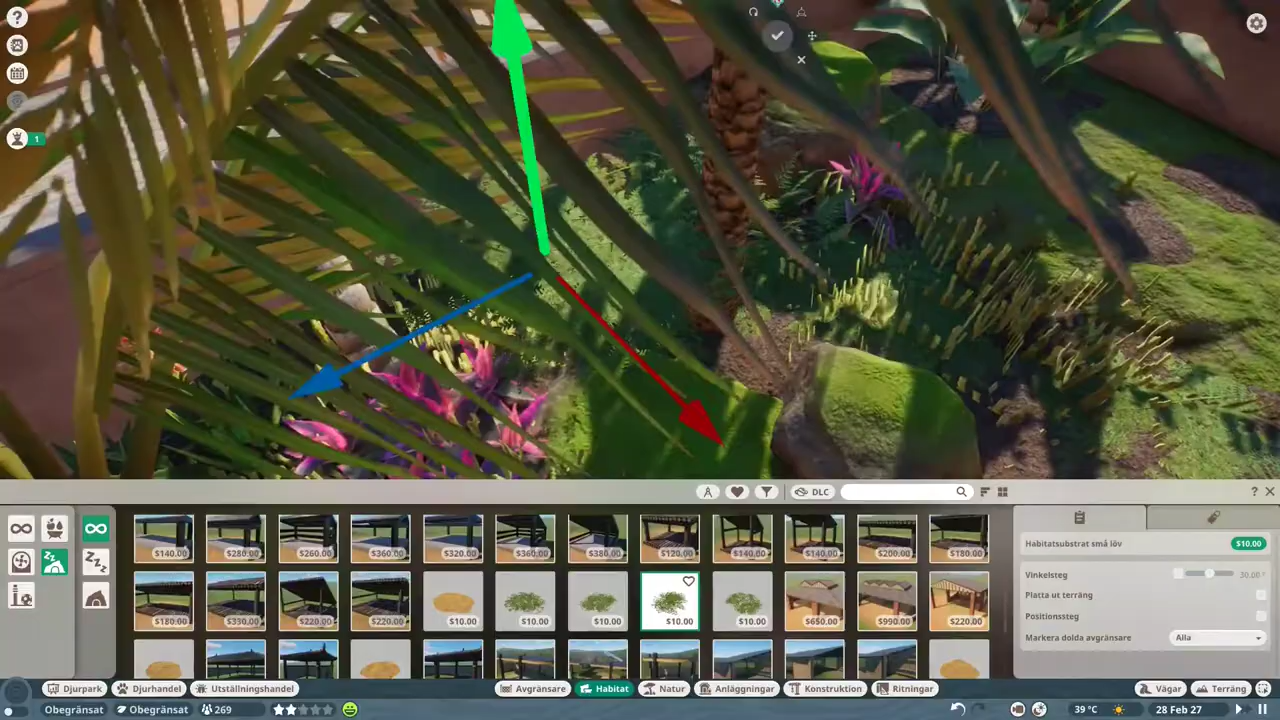 1
DLC
$140.00 $280.00 $260.00 $360.00 $320.00 $360.00 $380.00 $120.00 $140.00 $140.00 $200.00 $180.00
$180.00 $330.00 $220.00 $220.00 $10.00 $10.00 $10.00 $10.00 $10.00 $650.00 $990.00 $220.00
Habitatsubstrat små löv $10.00
Vinkelsteg 30.00°
Platta ut terräng
Positionssteg
Markera dolda avgränsare Alla
Djurpark Djurhandel Utställningshandel Avgränsare Habitat Natur Anläggningar Konstruktion Ritningar Vägar Terräng
Obegränsat Obegränsat 269 39 °C 28 Feb 27